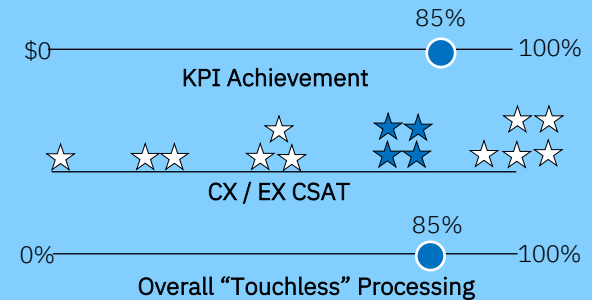 85%
$0 100%
KPI Achievement
CX / EX CSAT
85%
0% 100%
Overall “Touchless” Processing